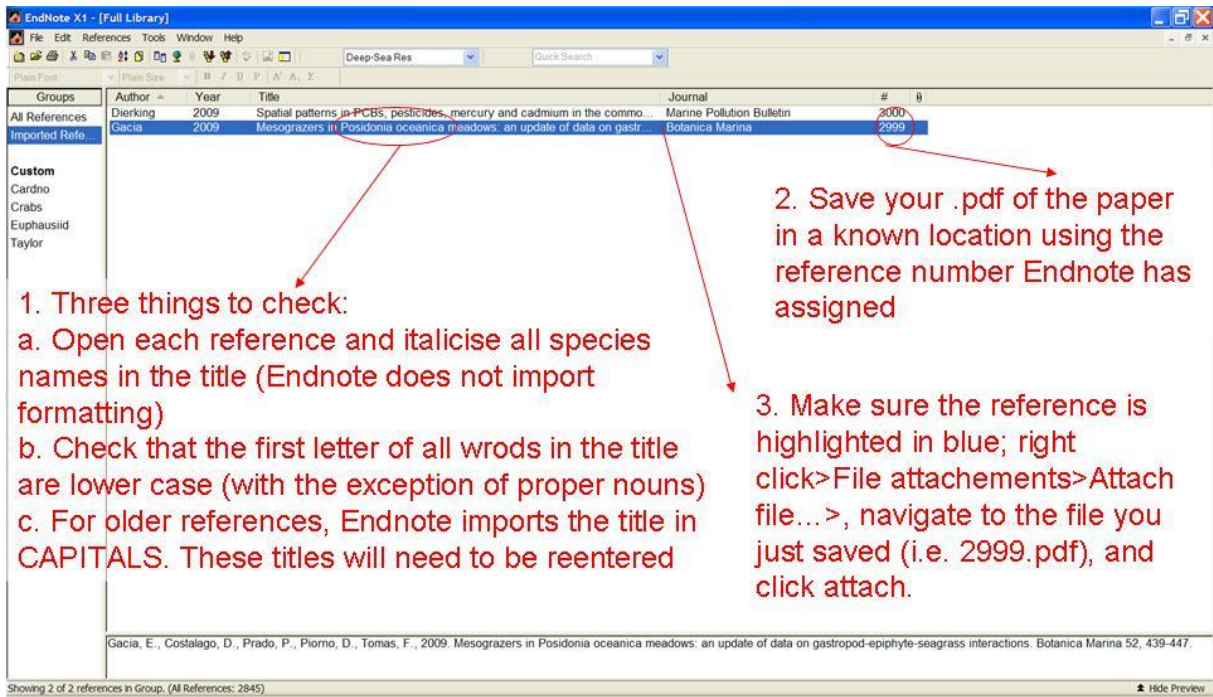 EndNote X1 - [Full Library]
File Edit References Tools Window Help
Deep-Sea Res Quick Search
Plain Font Plain Size B I U P A¹ A₁ Σ
Groups Author Year Title Journal #
All References Dierking 2009 Spatial patterns in PCBs, pesticides, mercury and cadmium in the commo... Marine Pollution Bulletin 3000
Imported Refe... Gacia 2009 Mesograzers in Posidonia oceanica meadows: an update of data on gastr... Botanica Marina 2999
Custom
Cardno
Crabs
Euphausiid
Taylor
2. Save your .pdf of the paper
in a known location using the
reference number Endnote has
assigned
1. Three things to check:
a. Open each reference and italicise all species
names in the title (Endnote does not import
formatting)
b. Check that the first letter of all wrods in the title
are lower case (with the exception of proper nouns)
c. For older references, Endnote imports the title in
CAPITALS. These titles will need to be reentered
3. Make sure the reference is
highlighted in blue; right
click>File attachements>Attach
file...>, navigate to the file you
just saved (i.e. 2999.pdf), and
click attach.
Gacia, E., Costalago, D., Prado, P., Piorno, D., Tomas, F., 2009. Mesograzers in Posidonia oceanica meadows: an update of data on gastropod-epiphyte-seagrass interactions. Botanica Marina 52, 439-447.
Showing 2 of 2 references in Group. (All References: 2845) Hide Preview